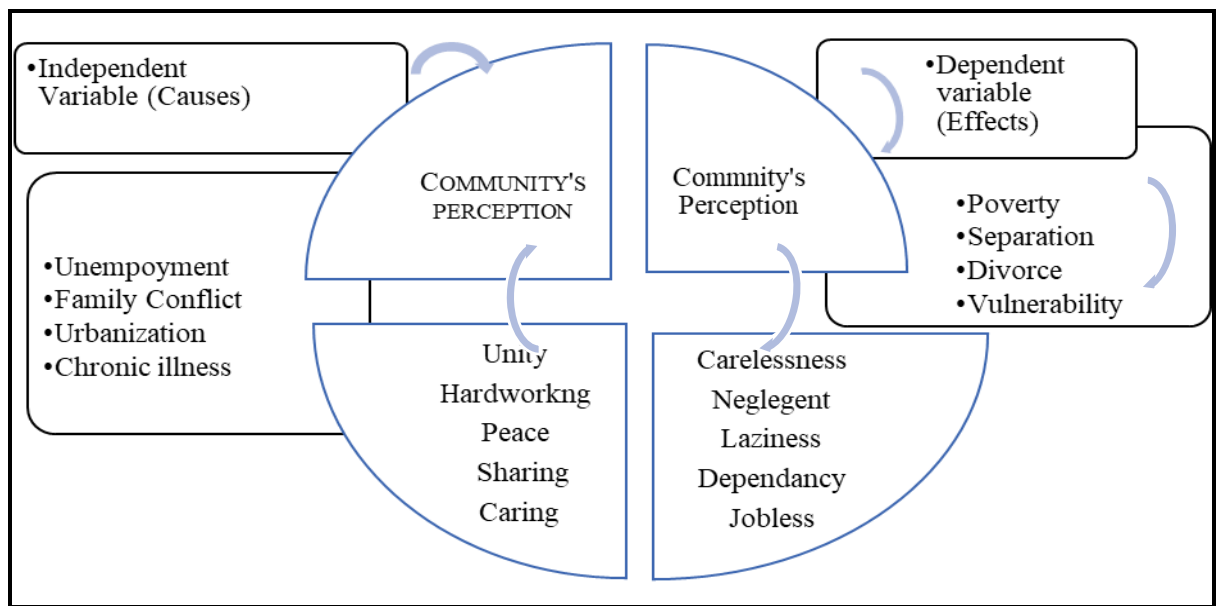 •Independent
Variable (Causes)
•Unempoyment
•Family Conflict
•Urbanization
•Chronic illness
COMMUNITY'S
PERCEPTION
Unity
Hardworkng
Peace
Sharing
Caring
Commnity's
Perception
Carelessness
Neglegent
Laziness
Dependancy
Jobless
•Dependent
variable
(Effects)
•Poverty
•Separation
•Divorce
•Vulnerability